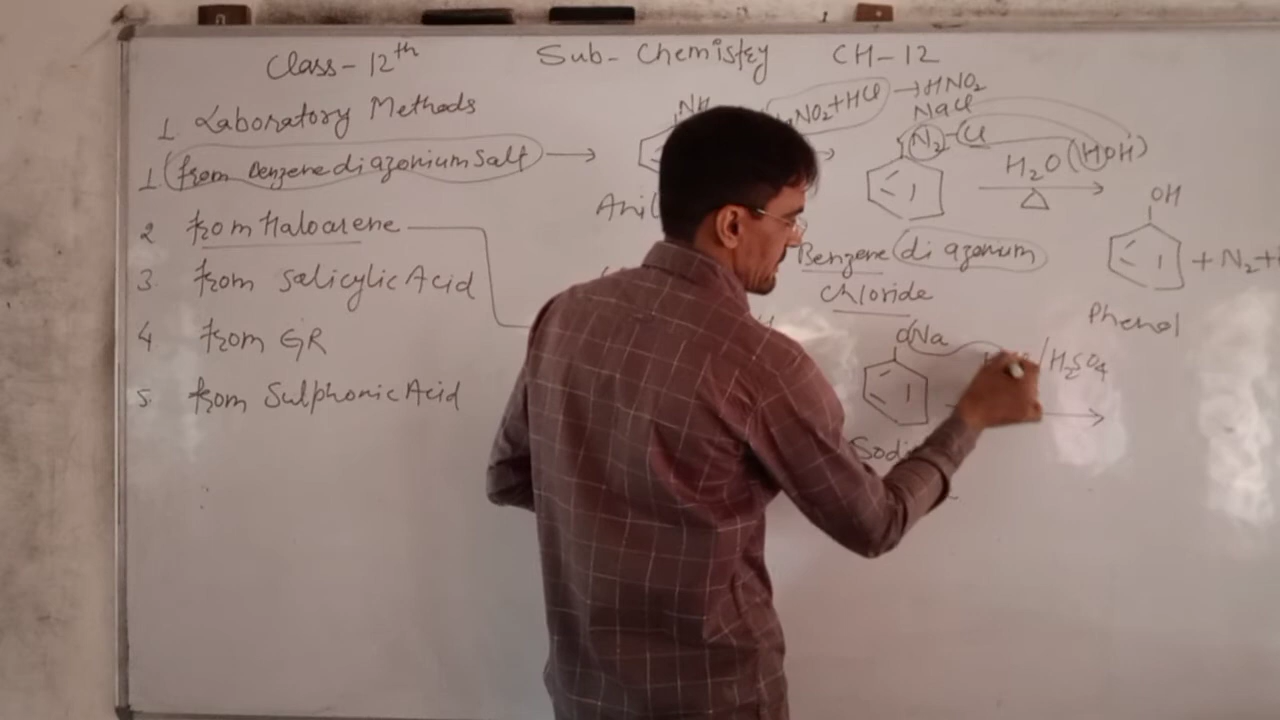 Class - 12th Sub- Chemistry CH-12
1. Laboratory Methods
1. from Benzene diazonium salt →
2 from Haloarene
3. from Salicylic Acid
4 from GR
5. from Sulphonic Acid
NO2+HCl → HNO2
NaCl
N2-Cl
H2O (HOH)
Δ
OH
+ N2 +
Benzene diazonum
Chloride
Phenol
ONa
/H2SO4